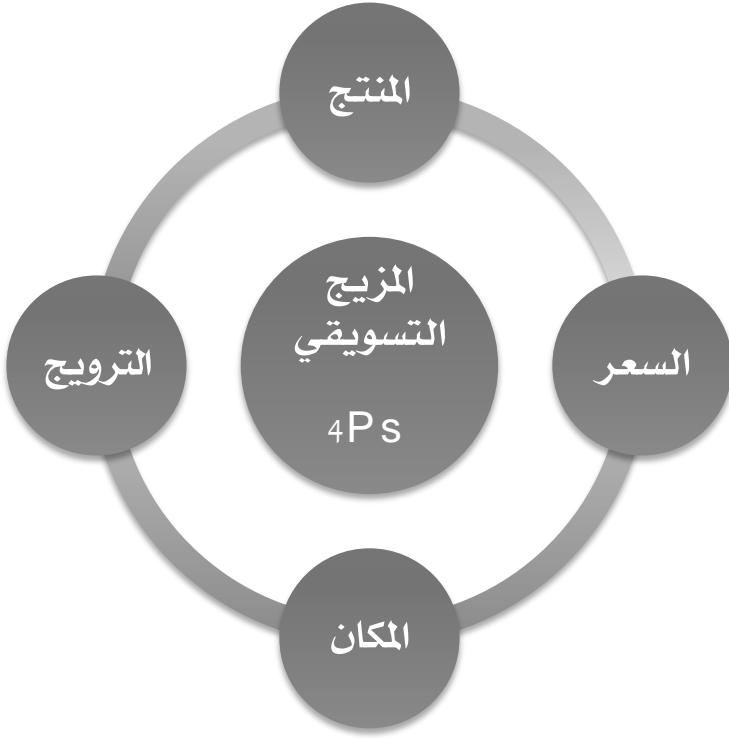 المنتج
المزيج
التسويقي
4Ps
السعر
الترويج
المكان